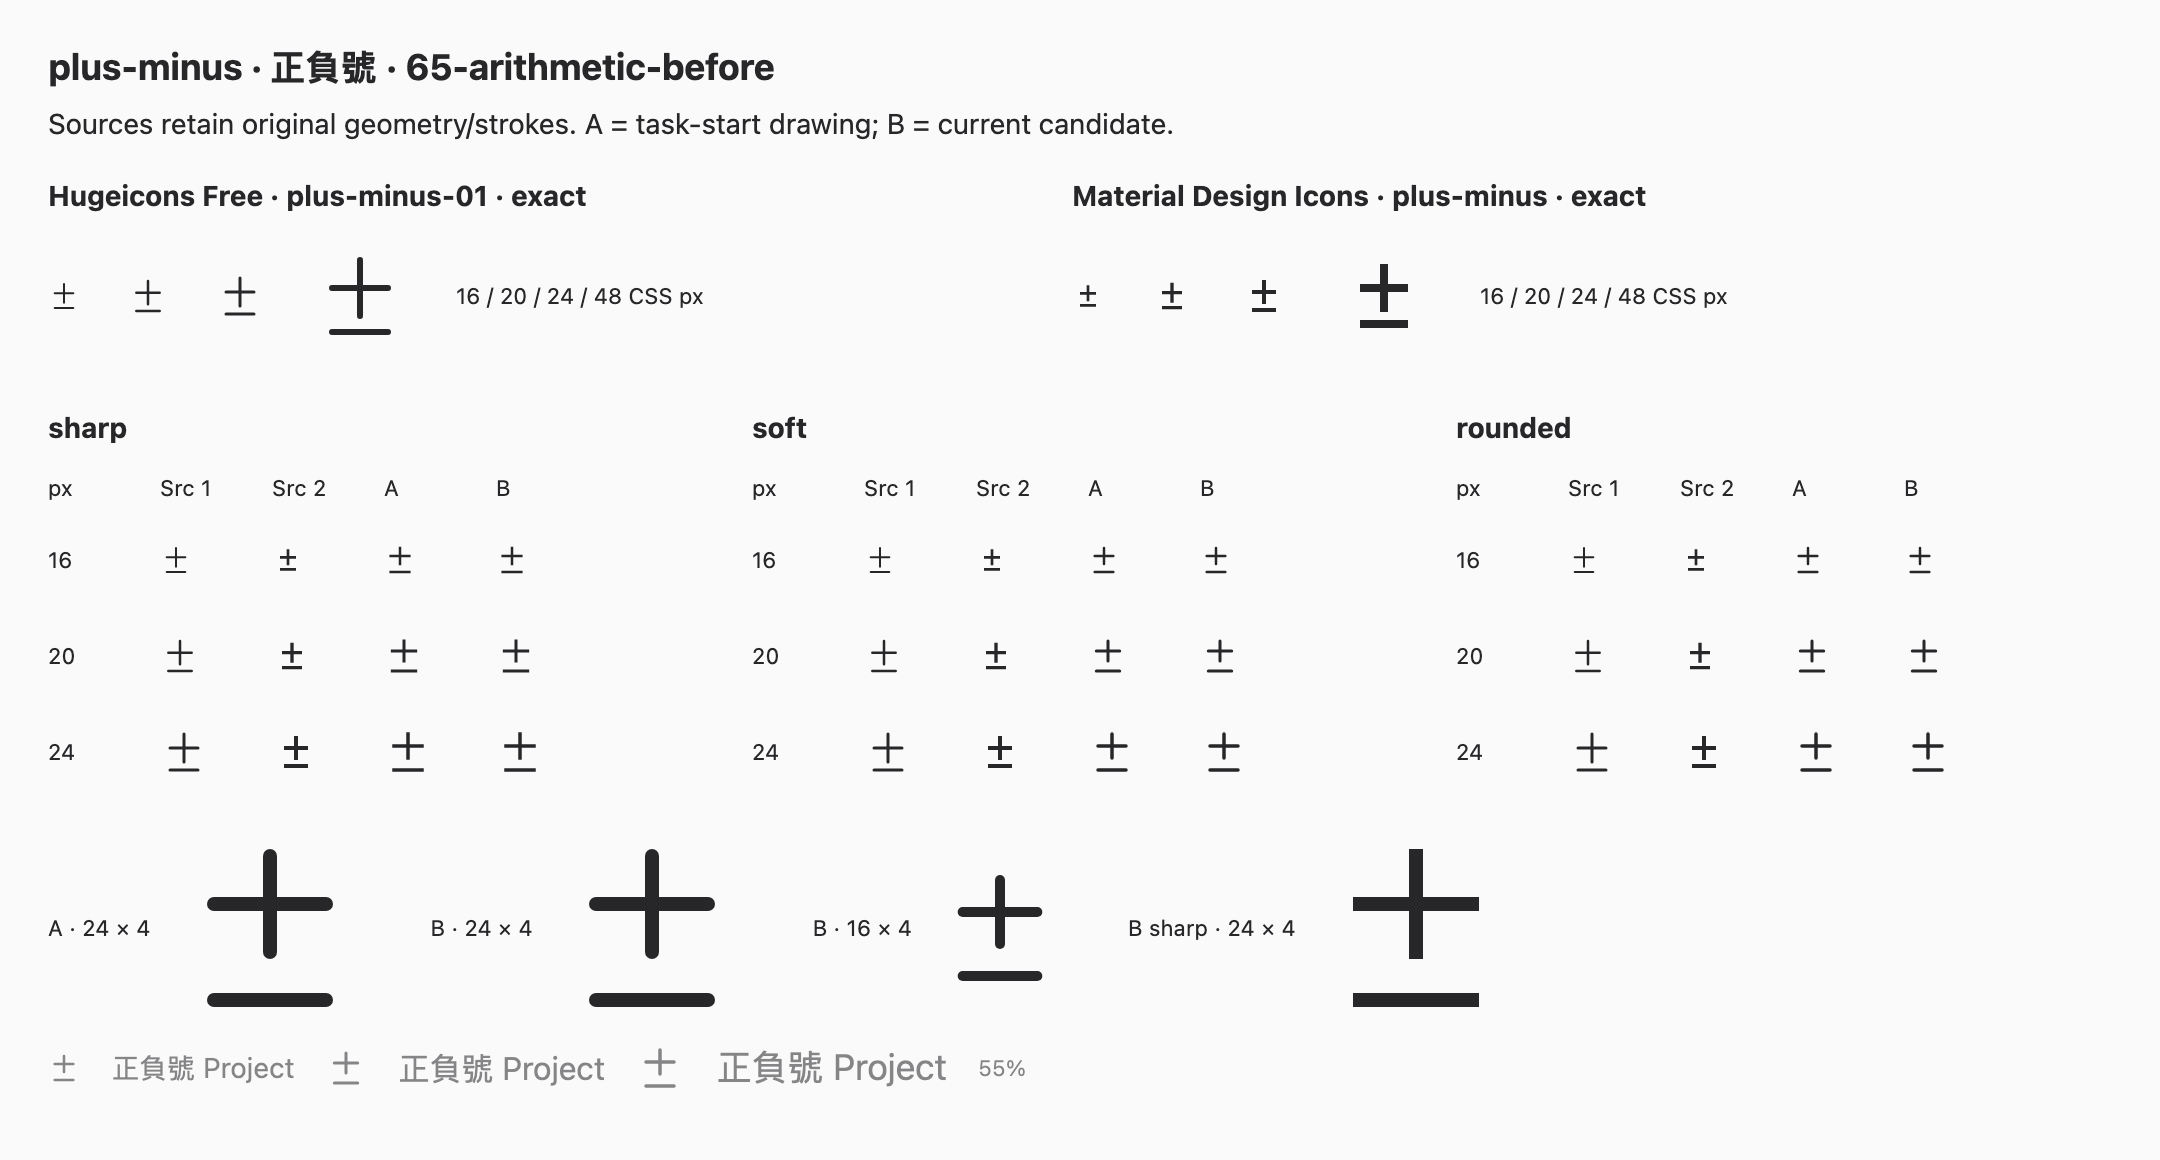 plus-minus · 正負號 · 65-arithmetic-before
Sources retain original geometry/strokes. A = task-start drawing; B = current candidate.
Hugeicons Free · plus-minus-01 · exact
16 / 20 / 24 / 48 CSS px
Material Design Icons · plus-minus · exact
16 / 20 / 24 / 48 CSS px
sharp
px Src 1 Src 2 A B
16
20
24
soft
px Src 1 Src 2 A B
16
20
24
rounded
px Src 1 Src 2 A B
16
20
24
A · 24 × 4
B · 24 × 4
B · 16 × 4
B sharp · 24 × 4
正負號 Project 正負號 Project 正負號 Project 55%